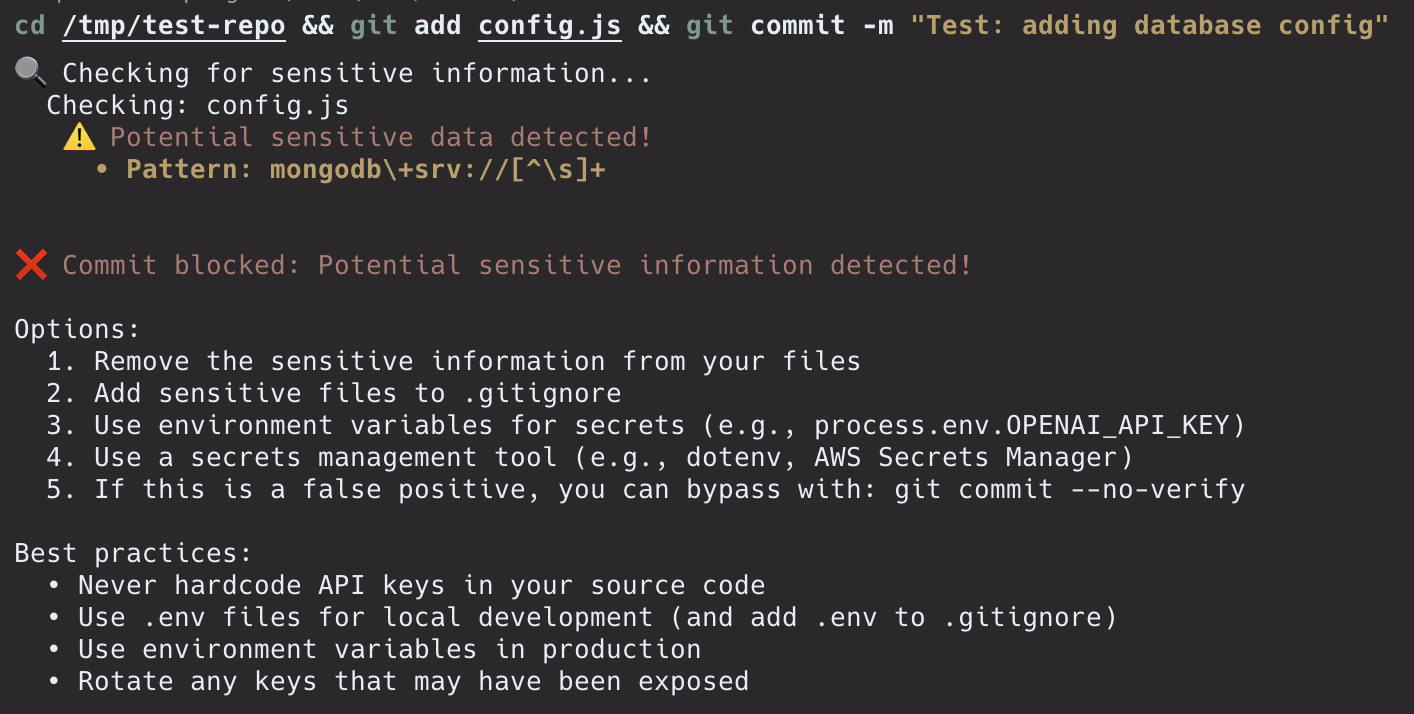 cd /tmp/test-repo && git add config.js && git commit -m "Test: adding database config"
🔍 Checking for sensitive information...
Checking: config.js
⚠️ Potential sensitive data detected!
• Pattern: mongodb\+srv://[^\s]+
❌ Commit blocked: Potential sensitive information detected!
Options:
1. Remove the sensitive information from your files
2. Add sensitive files to .gitignore
3. Use environment variables for secrets (e.g., process.env.OPENAI_API_KEY)
4. Use a secrets management tool (e.g., dotenv, AWS Secrets Manager)
5. If this is a false positive, you can bypass with: git commit --no-verify
Best practices:
• Never hardcode API keys in your source code
• Use .env files for local development (and add .env to .gitignore)
• Use environment variables in production
• Rotate any keys that may have been exposed